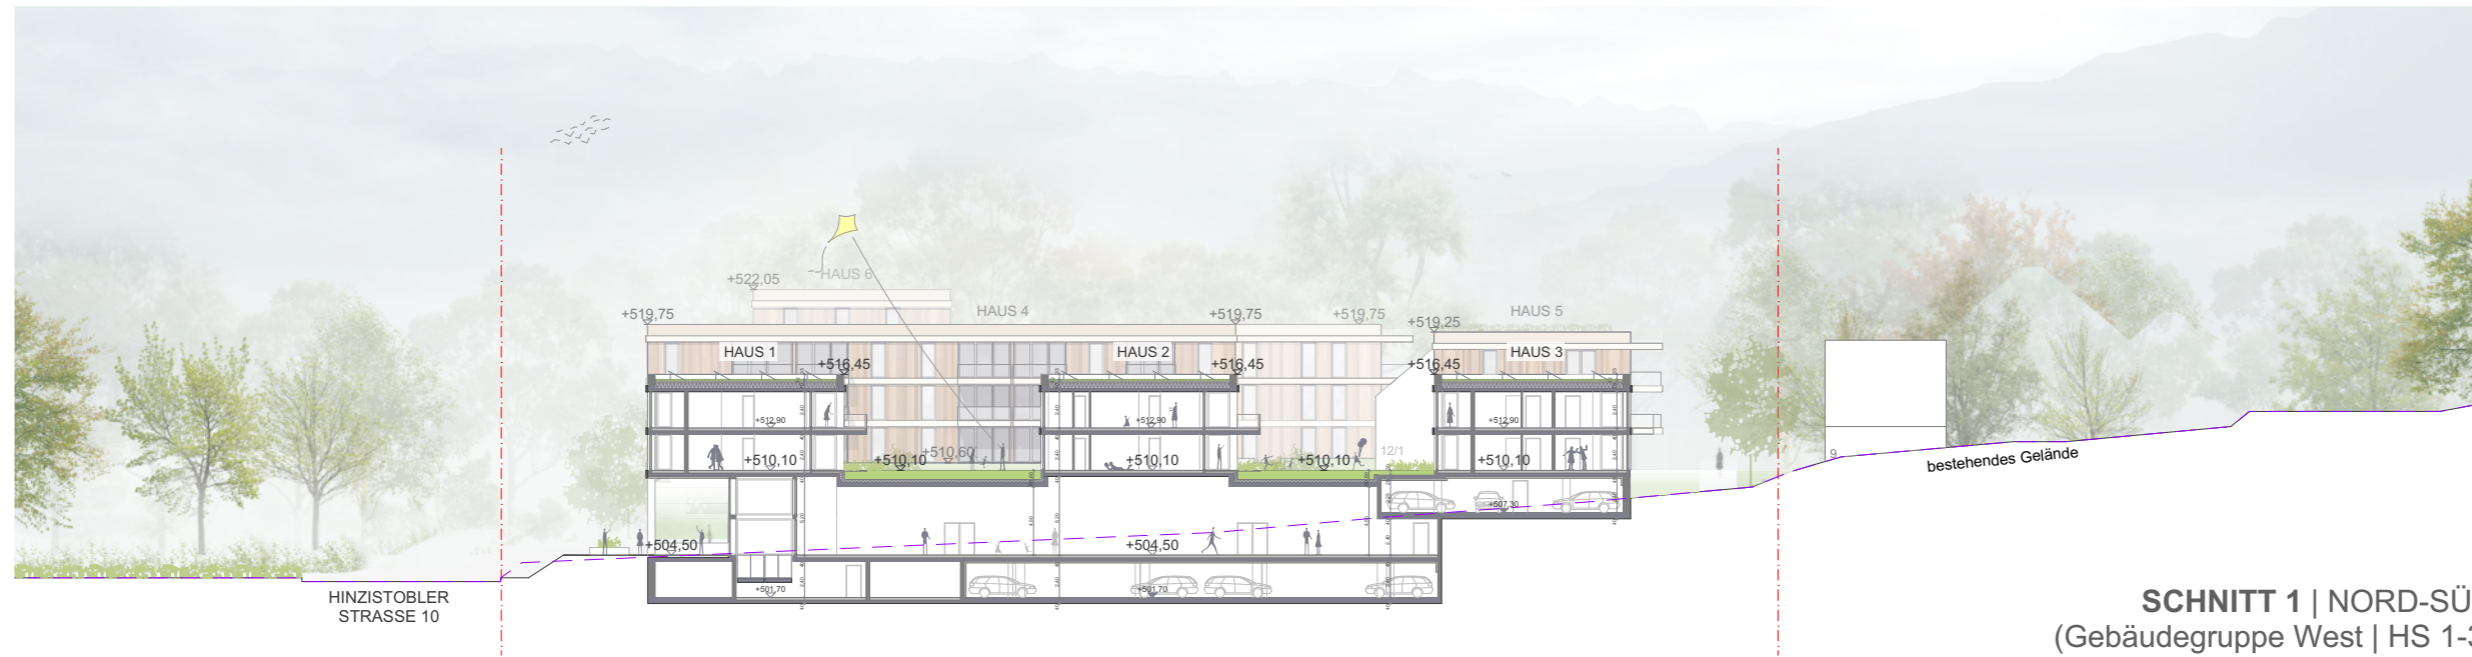 +522,05
HAUS 6
+519,75
HAUS 4
+519,75
+519,75
+519,25
HAUS 5
HAUS 1
+516,45
HAUS 2
+516,45
+516,45
HAUS 3
+512,90
+512,90
+512,90
+510,10
+510,10
+510,60
+510,10
+510,10
12/1
+510,10
9
bestehendes Gelände
+507,30
+504,50
+504,50
+501,70
+501,70
HINZISTOBLER
STRASSE 10
SCHNITT 1 | NORD-SÜ
(Gebäudegruppe West | HS 1-3